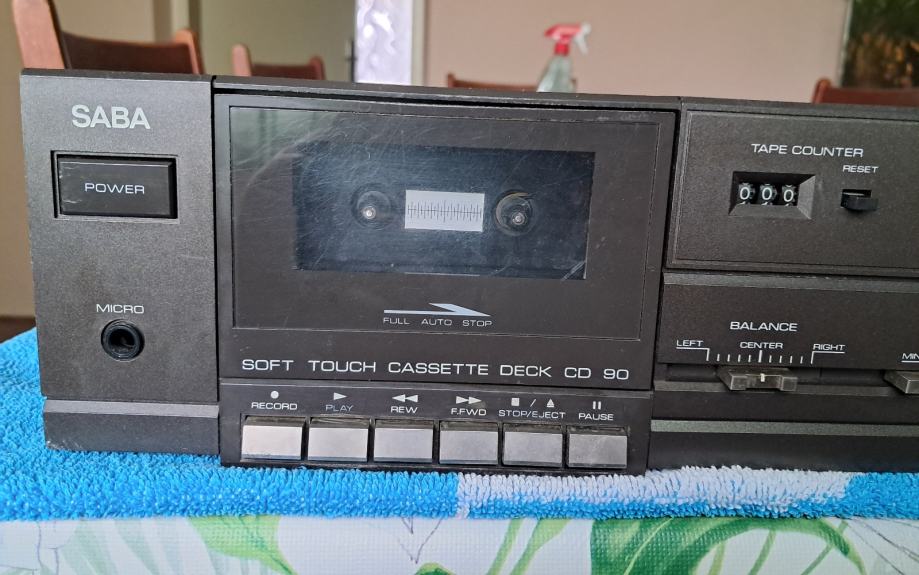 SABA
POWER
MICRO
FULL AUTO STOP
SOFT TOUCH CASSETTE DECK CD 90
RECORD
PLAY
REW
F.FWD
STOP/EJECT
PAUSE
TAPE COUNTER
RESET
000
BALANCE
LEFT
CENTER
RIGHT
MIN